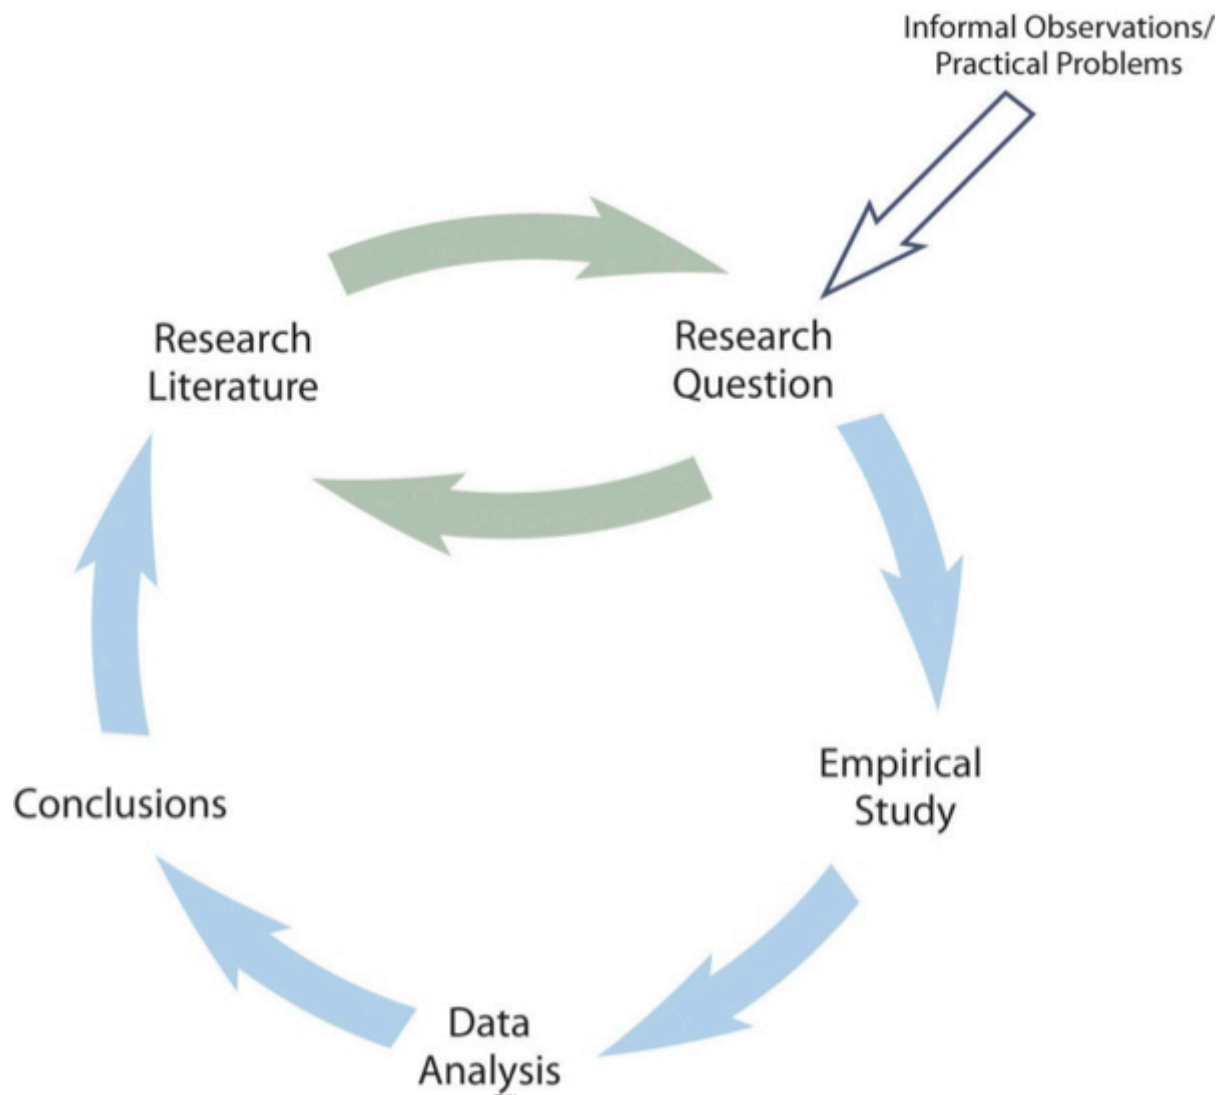 Informal Observations/
Practical Problems
Research
Literature
Research
Question
Empirical
Study
Conclusions
Data
Analysis